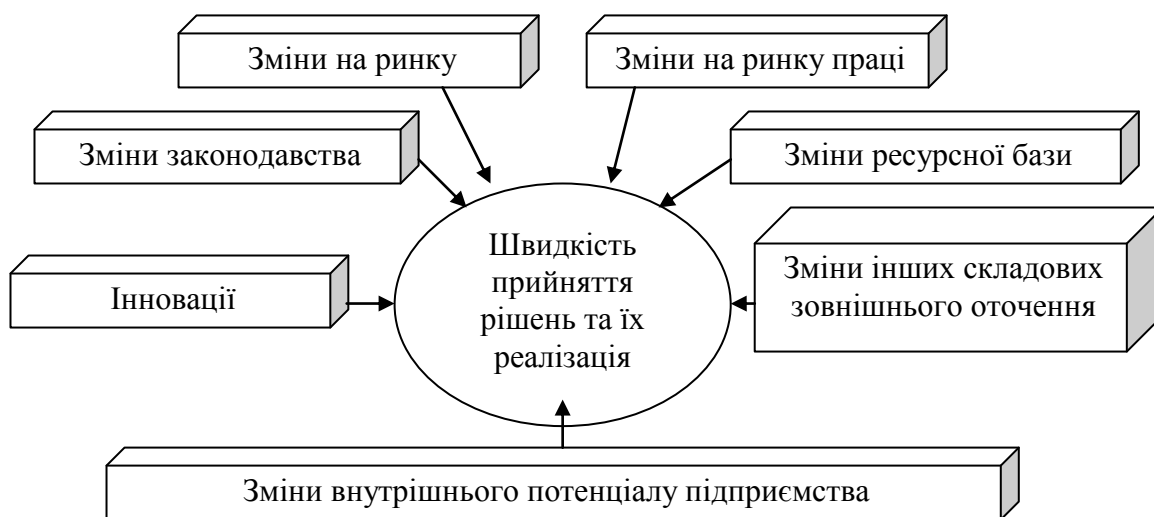 Зміни на ринку
Зміни на ринку праці
Зміни законодавства
Зміни ресурсної бази
Інновації
Швидкість
прийняття
рішень та їх
реалізація
Зміни інших складових
зовнішнього оточення
Зміни внутрішнього потенціалу підприємства